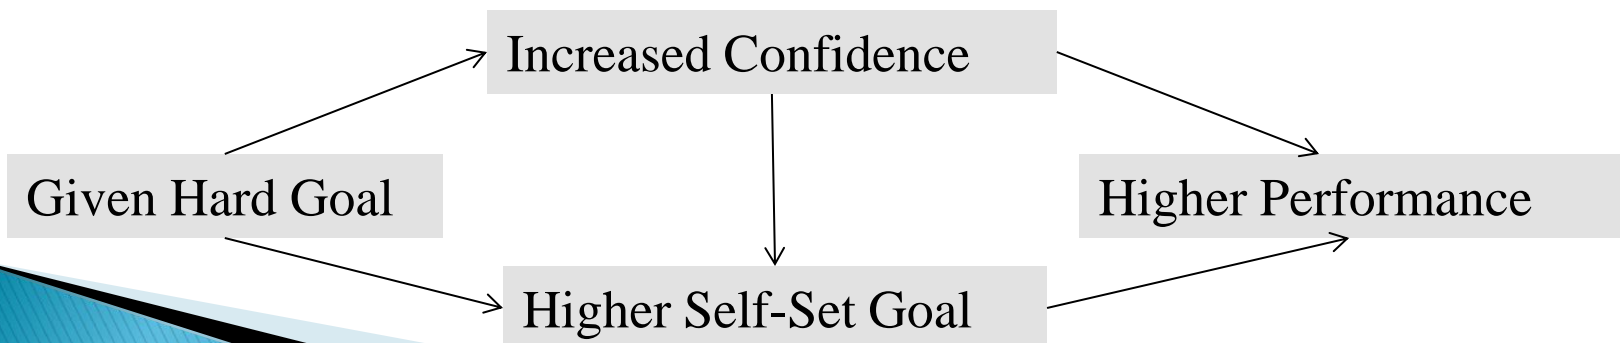 Increased Confidence
Given Hard Goal
Higher Performance
Higher Self-Set Goal